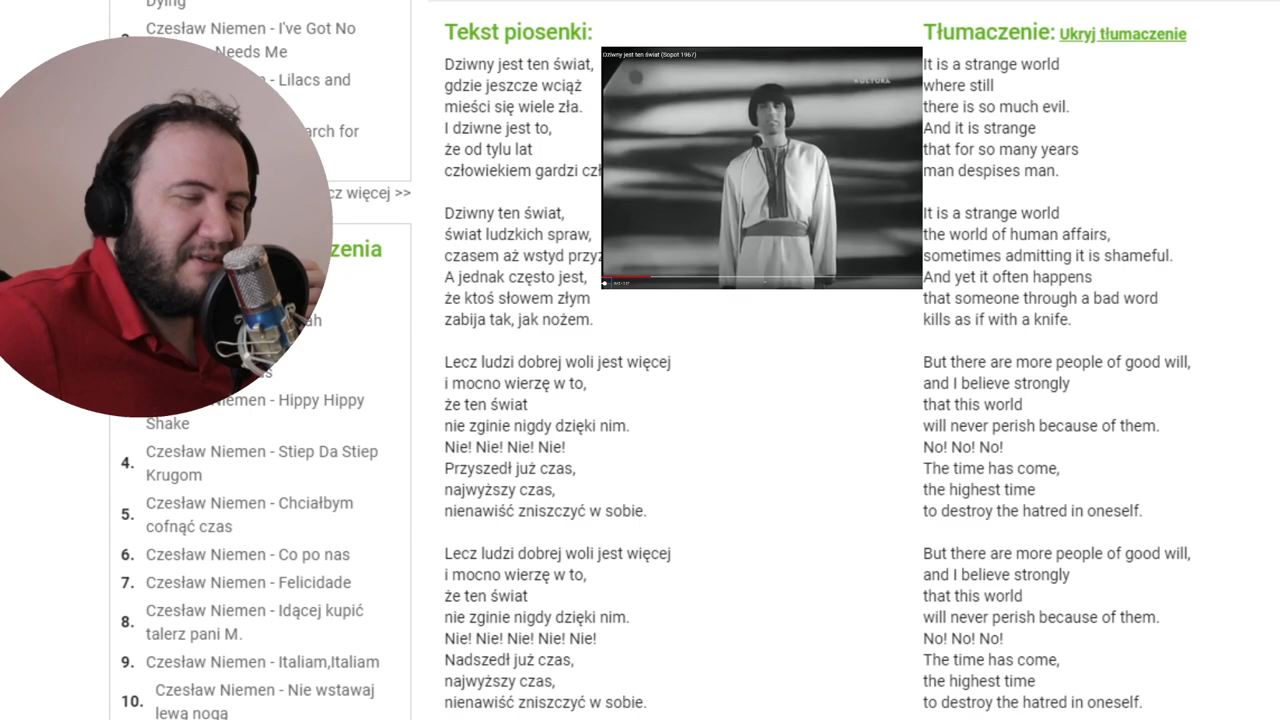 Dying
Czesław Niemen - I've Got No
Needs Me
- Lilacs and
arch for
cz więcej >>
zenia
ah
- Hippy Hippy
Shake
4. Czesław Niemen - Stiep Da Stiep
Krugom
5. Czesław Niemen - Chciałbym
cofnąć czas
6. Czesław Niemen - Co po nas
7. Czesław Niemen - Felicidade
8. Czesław Niemen - Idącej kupić
talerz pani M.
9. Czesław Niemen - Italiam,Italiam
10. Czesław Niemen - Nie wstawaj
lewą nogą
Tekst piosenki:
Dziwny jest ten świat,
gdzie jeszcze wciąż
mieści się wiele zła.
I dziwne jest to,
że od tylu lat
człowiekiem gardzi czł
Dziwny ten świat,
świat ludzkich spraw,
czasem aż wstyd przyz
A jednak często jest,
że ktoś słowem złym
zabija tak, jak nożem.
Lecz ludzi dobrej woli jest więcej
i mocno wierzę w to,
że ten świat
nie zginie nigdy dzięki nim.
Nie! Nie! Nie! Nie!
Przyszedł już czas,
najwyższy czas,
nienawiść zniszczyć w sobie.
Lecz ludzi dobrej woli jest więcej
i mocno wierzę w to,
że ten świat
nie zginie nigdy dzięki nim.
Nie! Nie! Nie! Nie! Nie!
Nadszedł już czas,
najwyższy czas,
nienawiść zniszczyć w sobie.
Dziwny jest ten świat (Sopot 1967)
KULTURA
Tłumaczenie: Ukryj tłumaczenie
It is a strange world
where still
there is so much evil.
And it is strange
that for so many years
man despises man.
It is a strange world
the world of human affairs,
sometimes admitting it is shameful.
And yet it often happens
that someone through a bad word
kills as if with a knife.
But there are more people of good will,
and I believe strongly
that this world
will never perish because of them.
No! No! No!
The time has come,
the highest time
to destroy the hatred in oneself.
But there are more people of good will,
and I believe strongly
that this world
will never perish because of them.
No! No! No!
The time has come,
the highest time
to destroy the hatred in oneself.